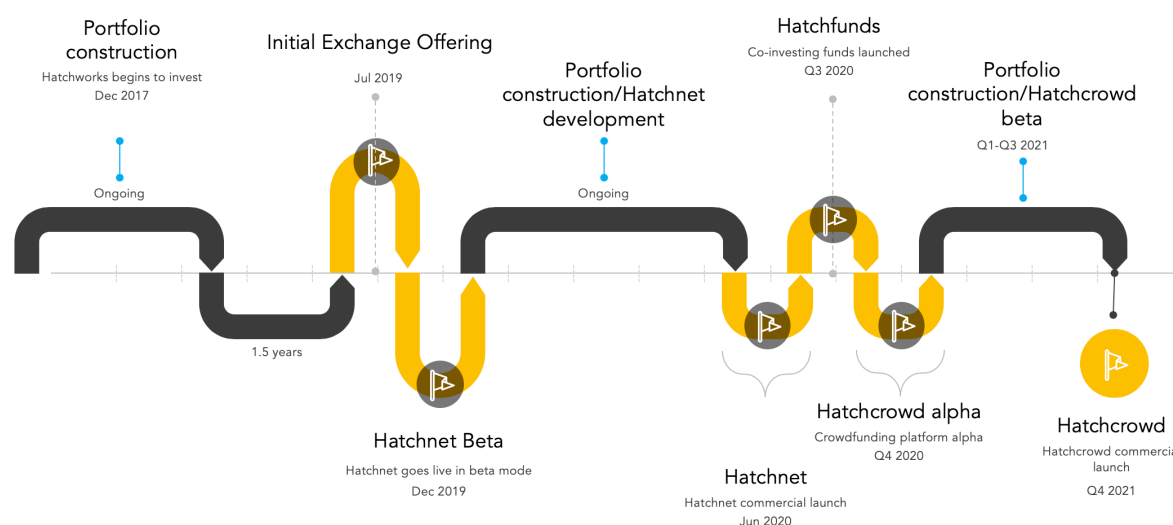 Portfolio
construction
Hatchworks begins to invest
Dec 2017
Ongoing
1.5 years
Initial Exchange Offering
Jul 2019
Hatchnet Beta
Hatchnet goes live in beta mode
Dec 2019
Portfolio
construction/Hatchnet
development
Ongoing
Hatchnet
Hatchnet commercial launch
Jun 2020
Hatchfunds
Co-investing funds launched
Q3 2020
Hatchcrowd alpha
Crowdfunding platform alpha
Q4 2020
Portfolio
construction/Hatchcrowd
beta
Q1-Q3 2021
Hatchcrowd
Hatchcrowd commercia
launch
Q4 2021